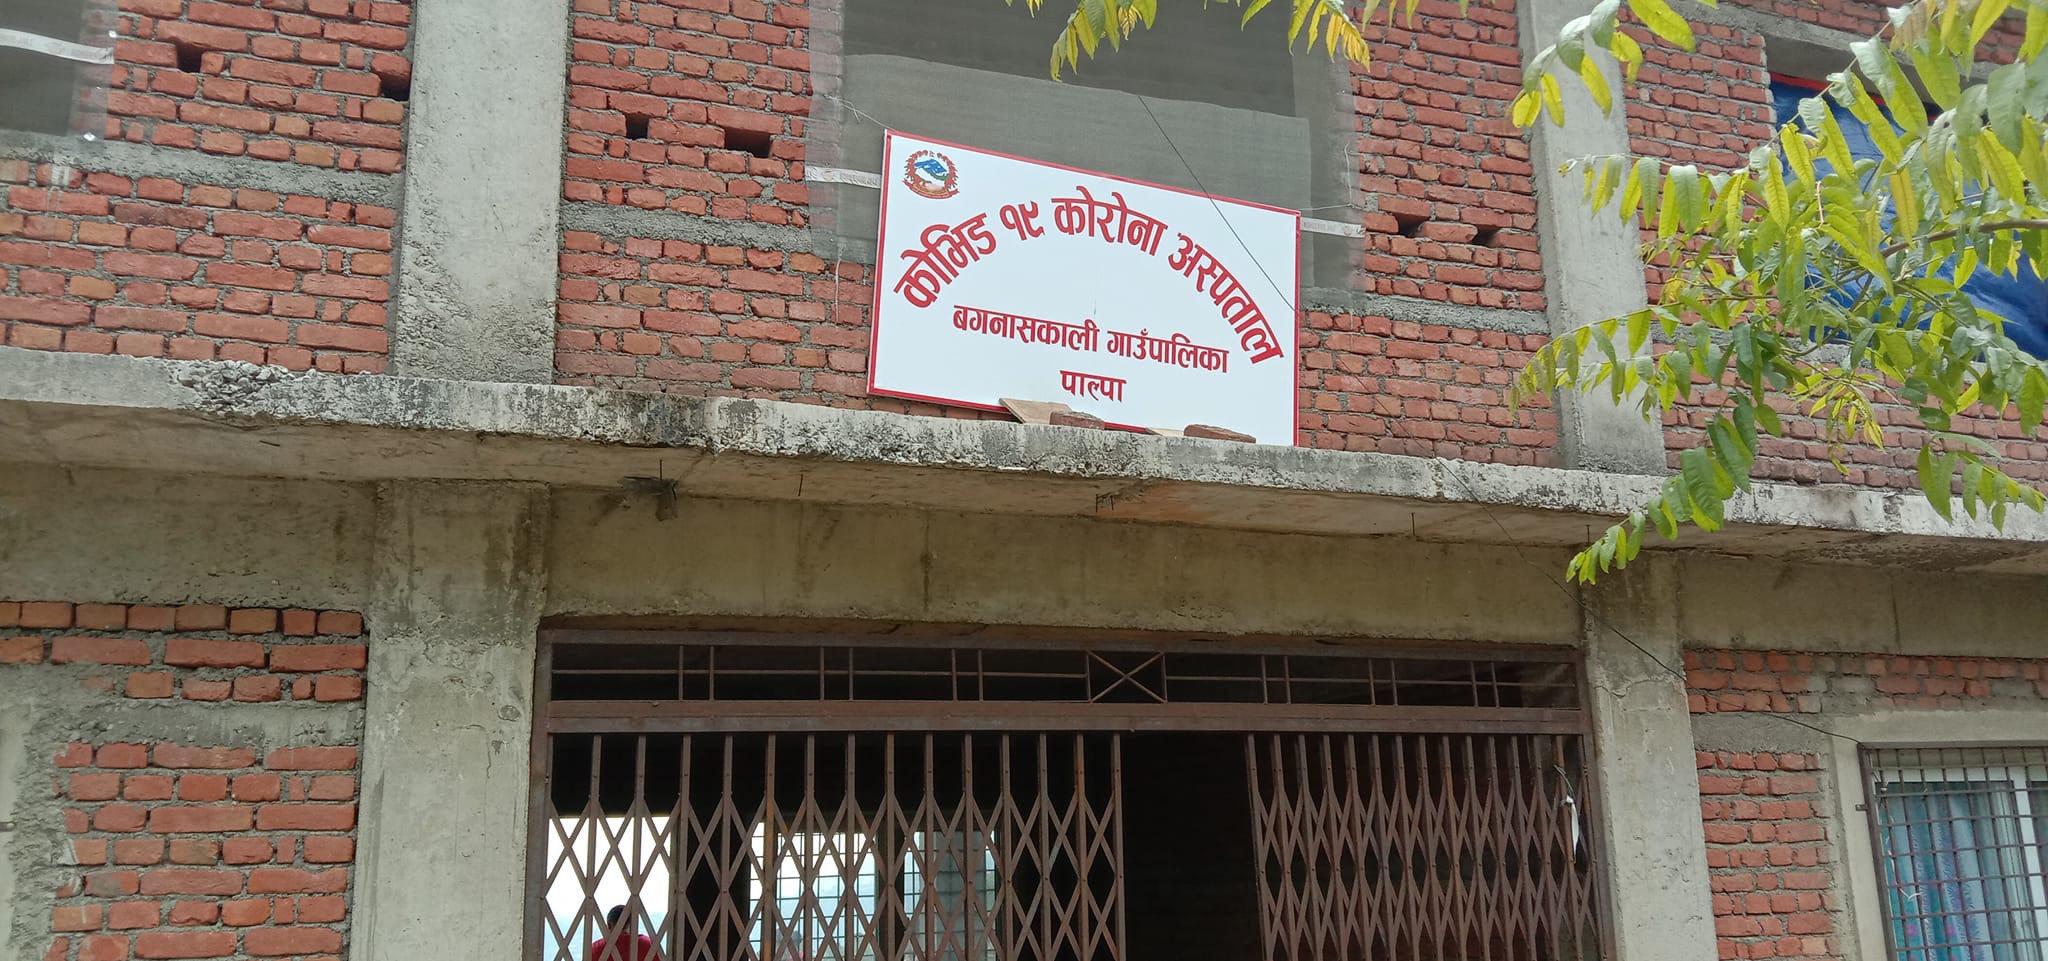 कोभिड १९ कोरोना अस्पताल
बगनासकाली गाउँपालिका
पाल्पा